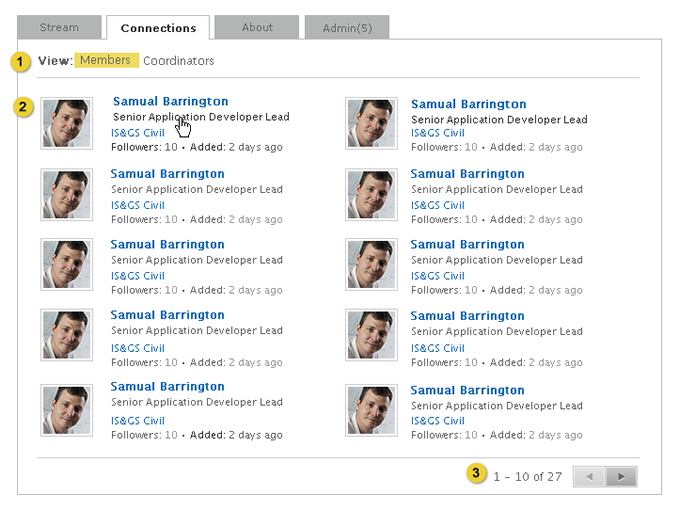 Stream Connections About Admin(5)
1 View: Members Coordinators
2 Samual Barrington
Senior Application Developer Lead
IS&GS Civil
Followers: 10 • Added: 2 days ago
Samual Barrington
Senior Application Developer Lead
IS&GS Civil
Followers: 10 • Added: 2 days ago
Samual Barrington
Senior Application Developer Lead
IS&GS Civil
Followers: 10 • Added: 2 days ago
Samual Barrington
Senior Application Developer Lead
IS&GS Civil
Followers: 10 • Added: 2 days ago
Samual Barrington
Senior Application Developer Lead
IS&GS Civil
Followers: 10 • Added: 2 days ago
Samual Barrington
Senior Application Developer Lead
IS&GS Civil
Followers: 10 • Added: 2 days ago
Samual Barrington
Senior Application Developer Lead
IS&GS Civil
Followers: 10 • Added: 2 days ago
Samual Barrington
Senior Application Developer Lead
IS&GS Civil
Followers: 10 • Added: 2 days ago
Samual Barrington
Senior Application Developer Lead
IS&GS Civil
Followers: 10 • Added: 2 days ago
Samual Barrington
Senior Application Developer Lead
IS&GS Civil
Followers: 10 • Added: 2 days ago
3 1 – 10 of 27